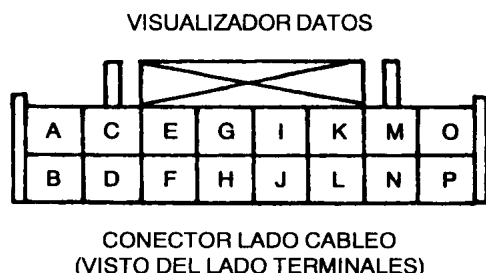 VISUALIZADOR DATOS
A C E G I K M O
B D F H J L N P
CONECTOR LADO CABLEO
(VISTO DEL LADO TERMINALES)